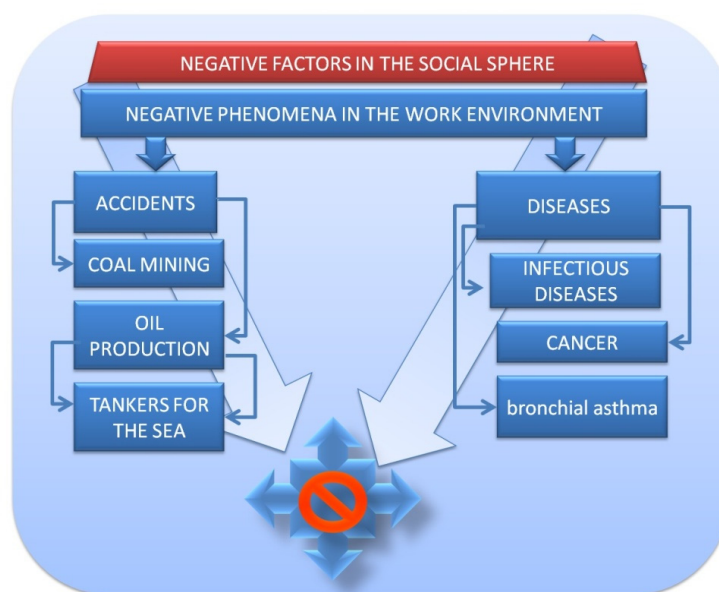 NEGATIVE FACTORS IN THE SOCIAL SPHERE
NEGATIVE PHENOMENA IN THE WORK ENVIRONMENT
ACCIDENTS
COAL MINING
OIL
PRODUCTION
TANKERS FOR
THE SEA
DISEASES
INFECTIOUS
DISEASES
CANCER
bronchial asthma